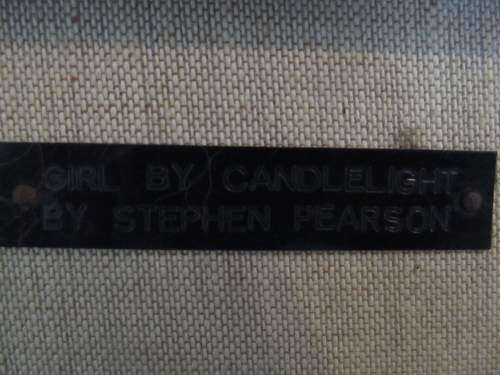 GIRL BY CANDLELIGHT
BY STEPHEN PEARSON